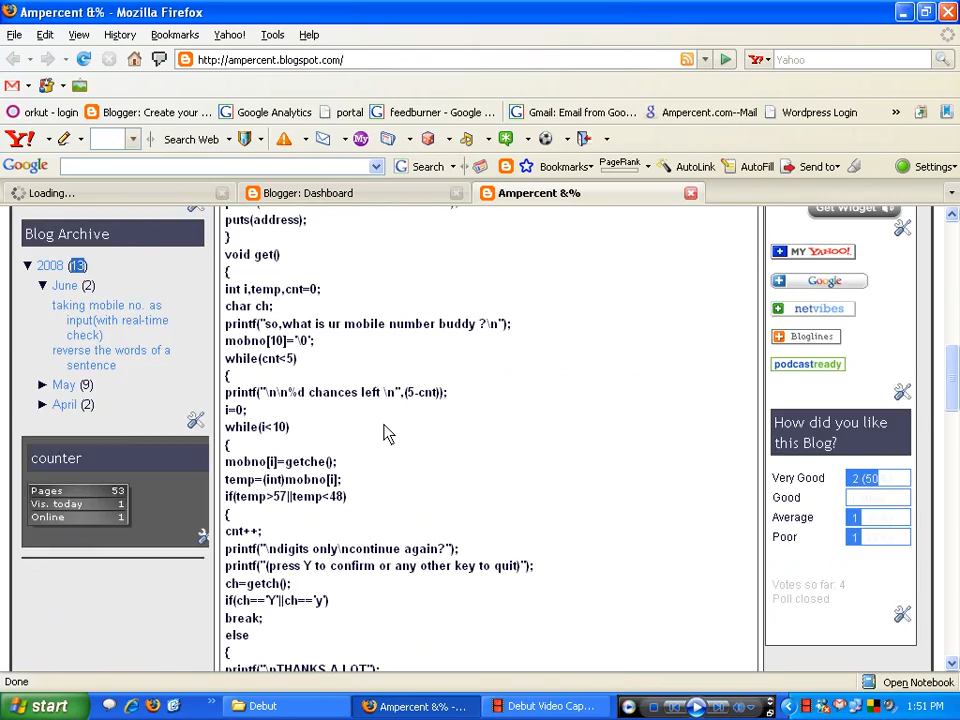 Ampercent &% - Mozilla Firefox
File Edit View History Bookmarks Yahoo! Tools Help
http://ampercent.blogspot.com/
Yahoo
orkut - login Blogger: Create your ... Google Analytics portal feedburner - Google ... Gmail: Email from Goo... Ampercent.com--Mail Wordpress Login »
Y! Search Web My »
Google G Search Bookmarks PageRank AutoLink AutoFill Send to Settings
Loading... Blogger: Dashboard Ampercent &%
Blog Archive
▼ 2008 (13)
▼ June (2)
taking mobile no. as
input(with real-time
check)
reverse the words of a
sentence
► May (9)
► April (2)
counter
Pages 53
Vis. today 1
Online 1
puts(address);
}
void get()
{
int i,temp,cnt=0;
char ch;
printf("so,what is ur mobile number buddy ?\n");
mobno[10]='\0';
while(cnt<5)
{
printf("\n\n%d chances left \n",(5-cnt));
i=0;
while(i<10)
{
mobno[i]=getche();
temp=(int)mobno[i];
if(temp>57||temp<48)
{
cnt++;
printf("\ndigits only\ncontinue again?");
printf("(press Y to confirm or any other key to quit)");
ch=getch();
if(ch=='Y'||ch=='y')
break;
else
{
printf("\nTHANKS A LOT");
Get Widget
MY YAHOO!
Google
netvibes
Bloglines
podcastready
How did you like
this Blog?
Very Good 2 (50
Good
Average 1
Poor 1
Votes so far: 4
Poll closed
Done
Open Notebook
start Debut Ampercent &% -... Debut Video Cap... 1:51 PM